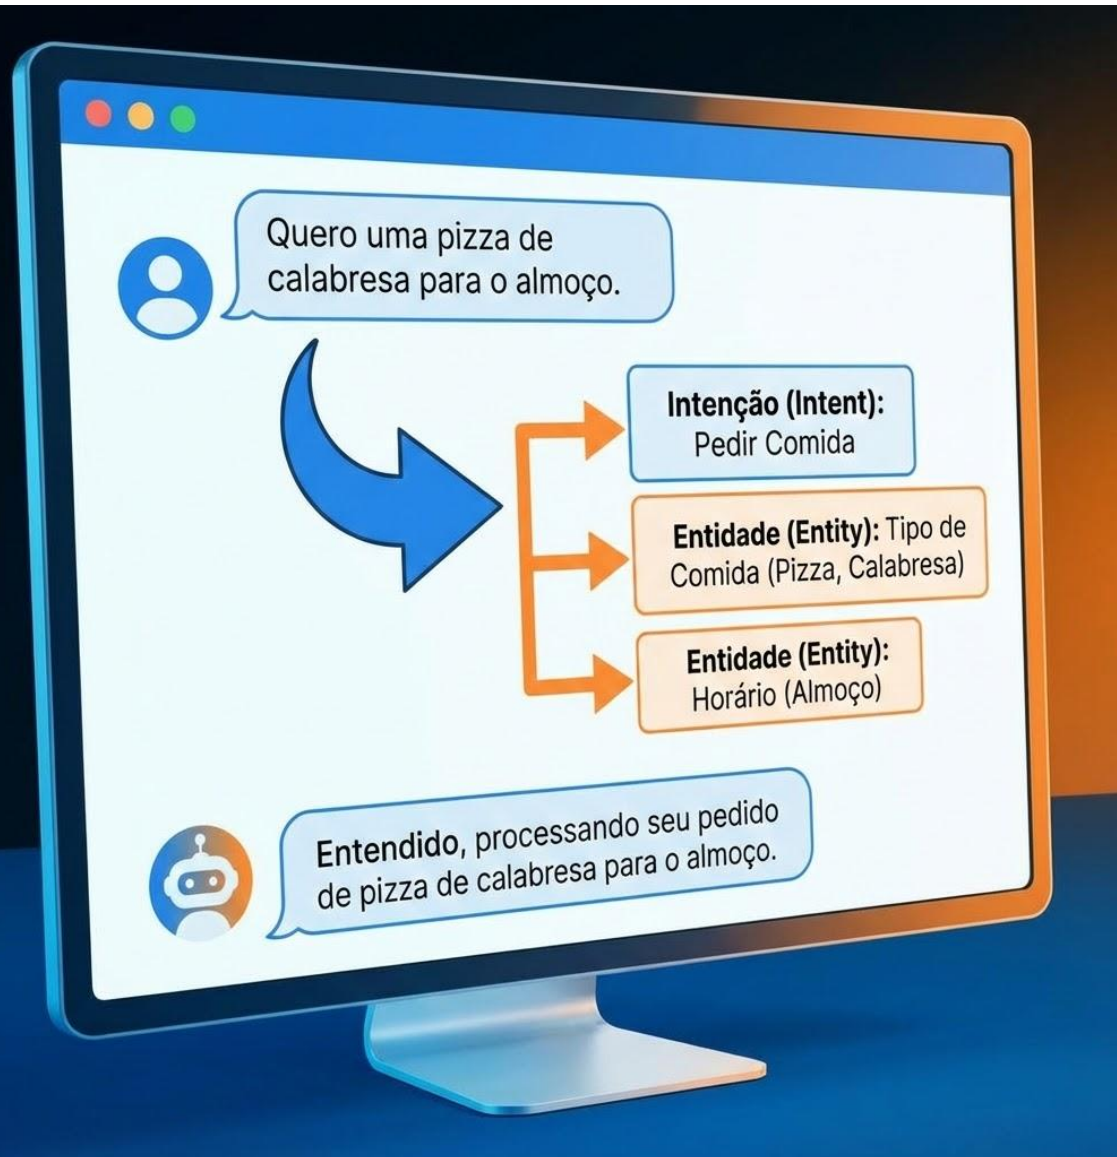 Quero uma pizza de
calabresa para o almoço.
Intenção (Intent):
Pedir Comida
Entidade (Entity): Tipo de
Comida (Pizza, Calabresa)
Entidade (Entity):
Horário (Almoço)
Entendido, processando seu pedido
de pizza de calabresa para o almoço.